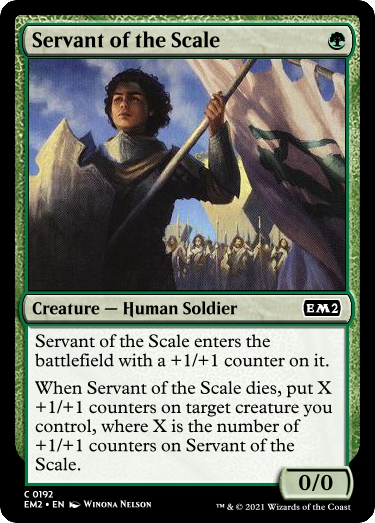 Servant of the Scale
Creature — Human Soldier
EM2
Servant of the Scale enters the
battlefield with a +1/+1 counter on it.
When Servant of the Scale dies, put X
+1/+1 counters on target creature you
control, where X is the number of
+1/+1 counters on Servant of the
Scale.
0/0
C 0192
EM2 • EN Winona Nelson
™ & © 2021 Wizards of the Coast